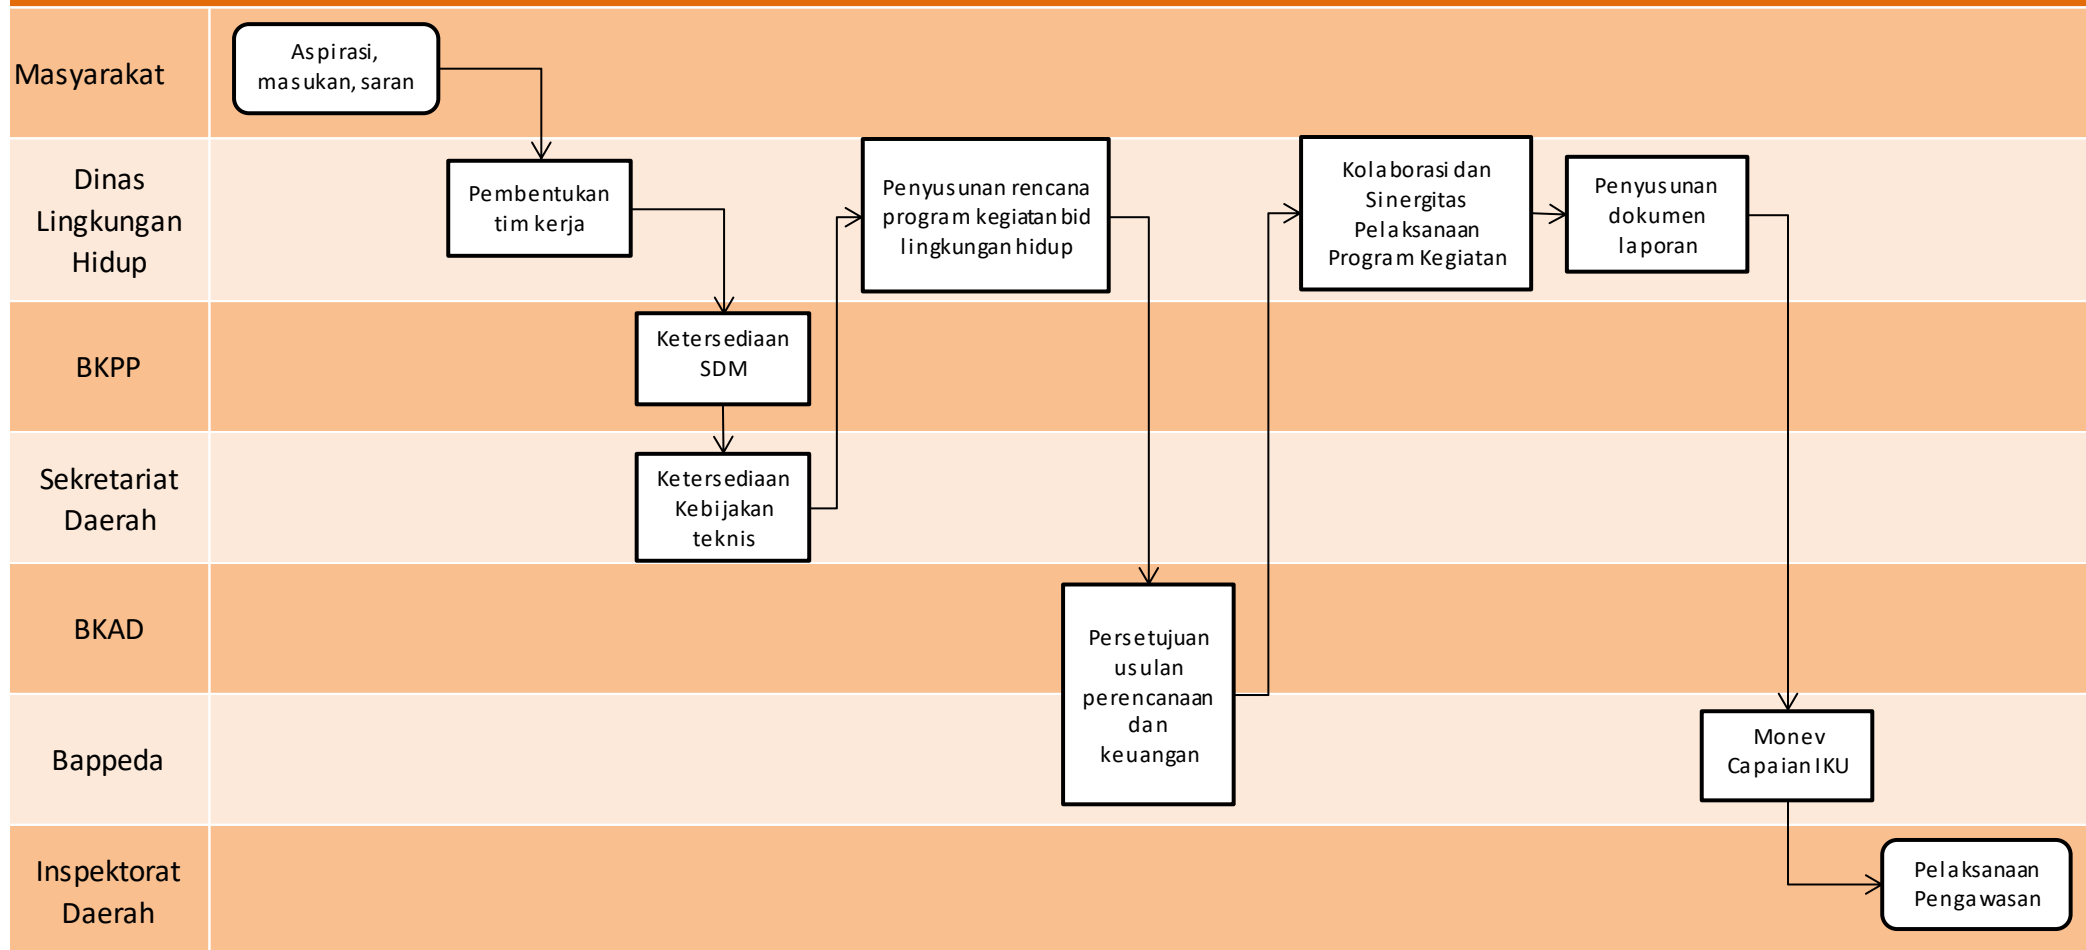 Masyarakat
Aspirasi,
masukan, saran
Dinas
Lingkungan
Hidup
Pembentukan
tim kerja
Penyusunan rencana
program kegiatan bid
lingkungan hidup
Kolaborasi dan
Sinergitas
Pelaksanaan
Program Kegiatan
Penyusunan
dokumen
laporan
BKPP
Ketersediaan
SDM
Sekretariat
Daerah
Ketersediaan
Kebijakan
teknis
BKAD
Persetujuan
usulan
perencanaan
dan
keuangan
Bappeda
Monev
Capaian IKU
Inspektorat
Daerah
Pelaksanaan
Pengawasan